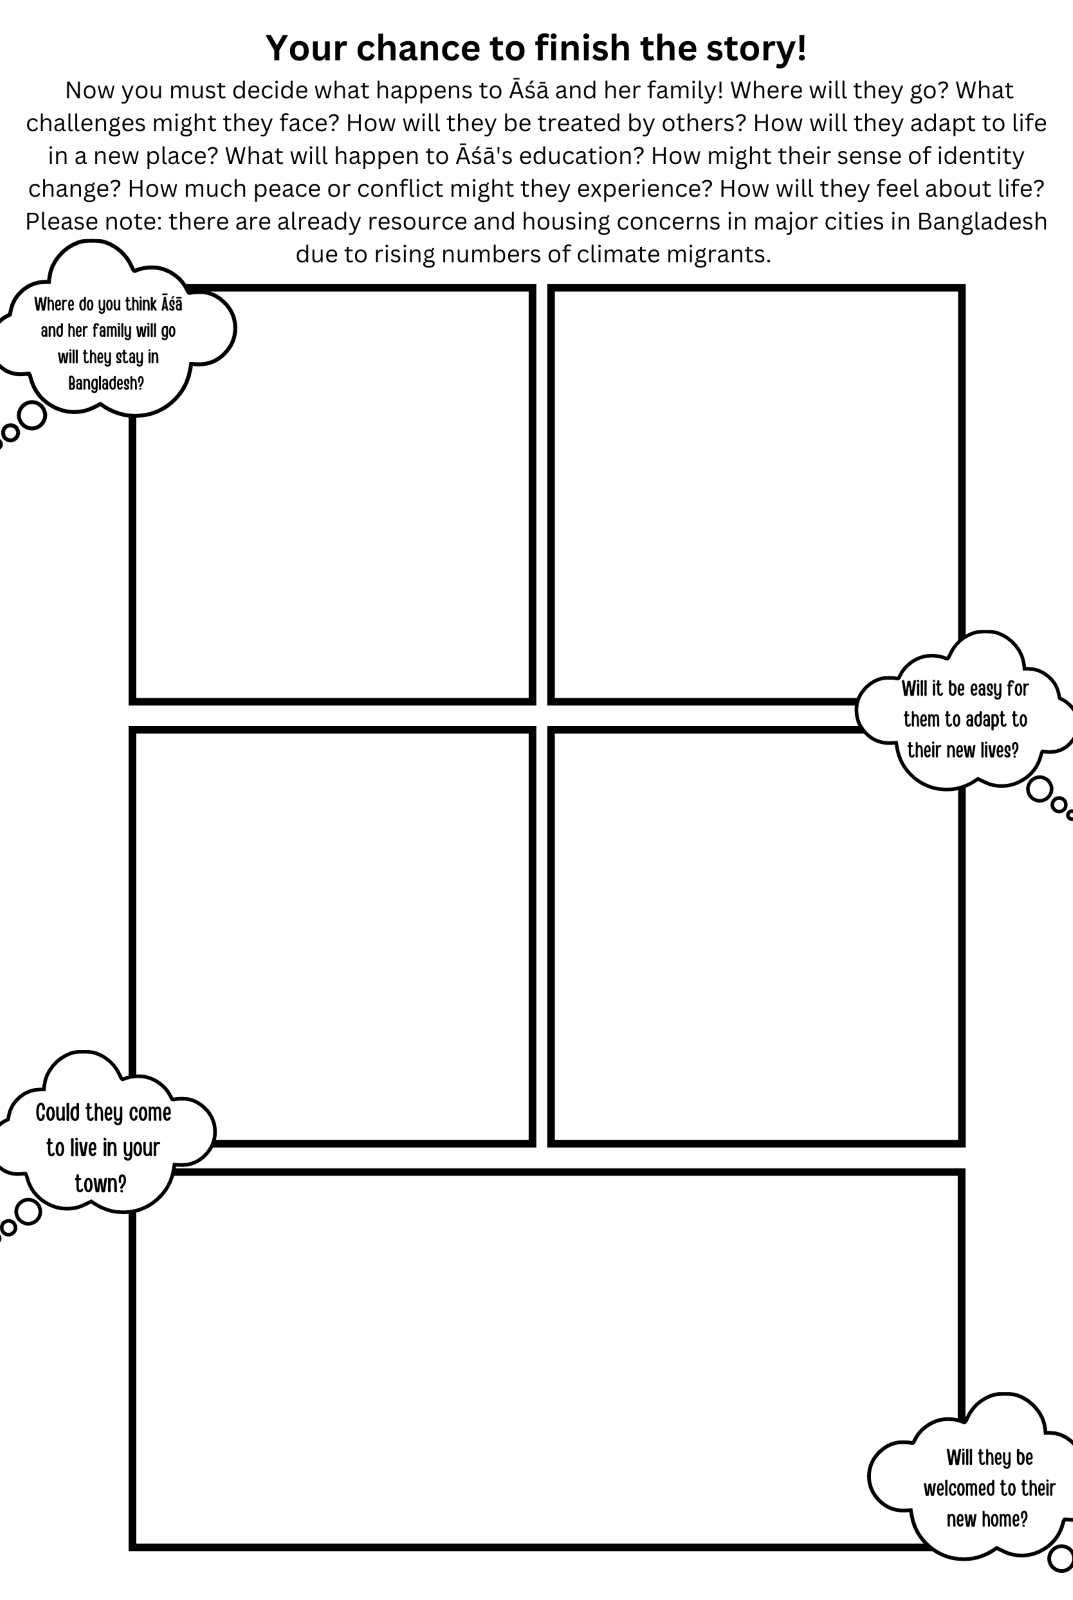 Your chance to finish the story!
Now you must decide what happens to Āśā and her family! Where will they go? What
challenges might they face? How will they be treated by others? How will they adapt to life
in a new place? What will happen to Āśā's education? How might their sense of identity
change? How much peace or conflict might they experience? How will they feel about life?
Please note: there are already resource and housing concerns in major cities in Bangladesh
due to rising numbers of climate migrants.
Where do you think Āśā
and her family will go
will they stay in
Bangladesh?
Will it be easy for
them to adapt to
their new lives?
Could they come
to live in your
town?
Will they be
welcomed to their
new home?